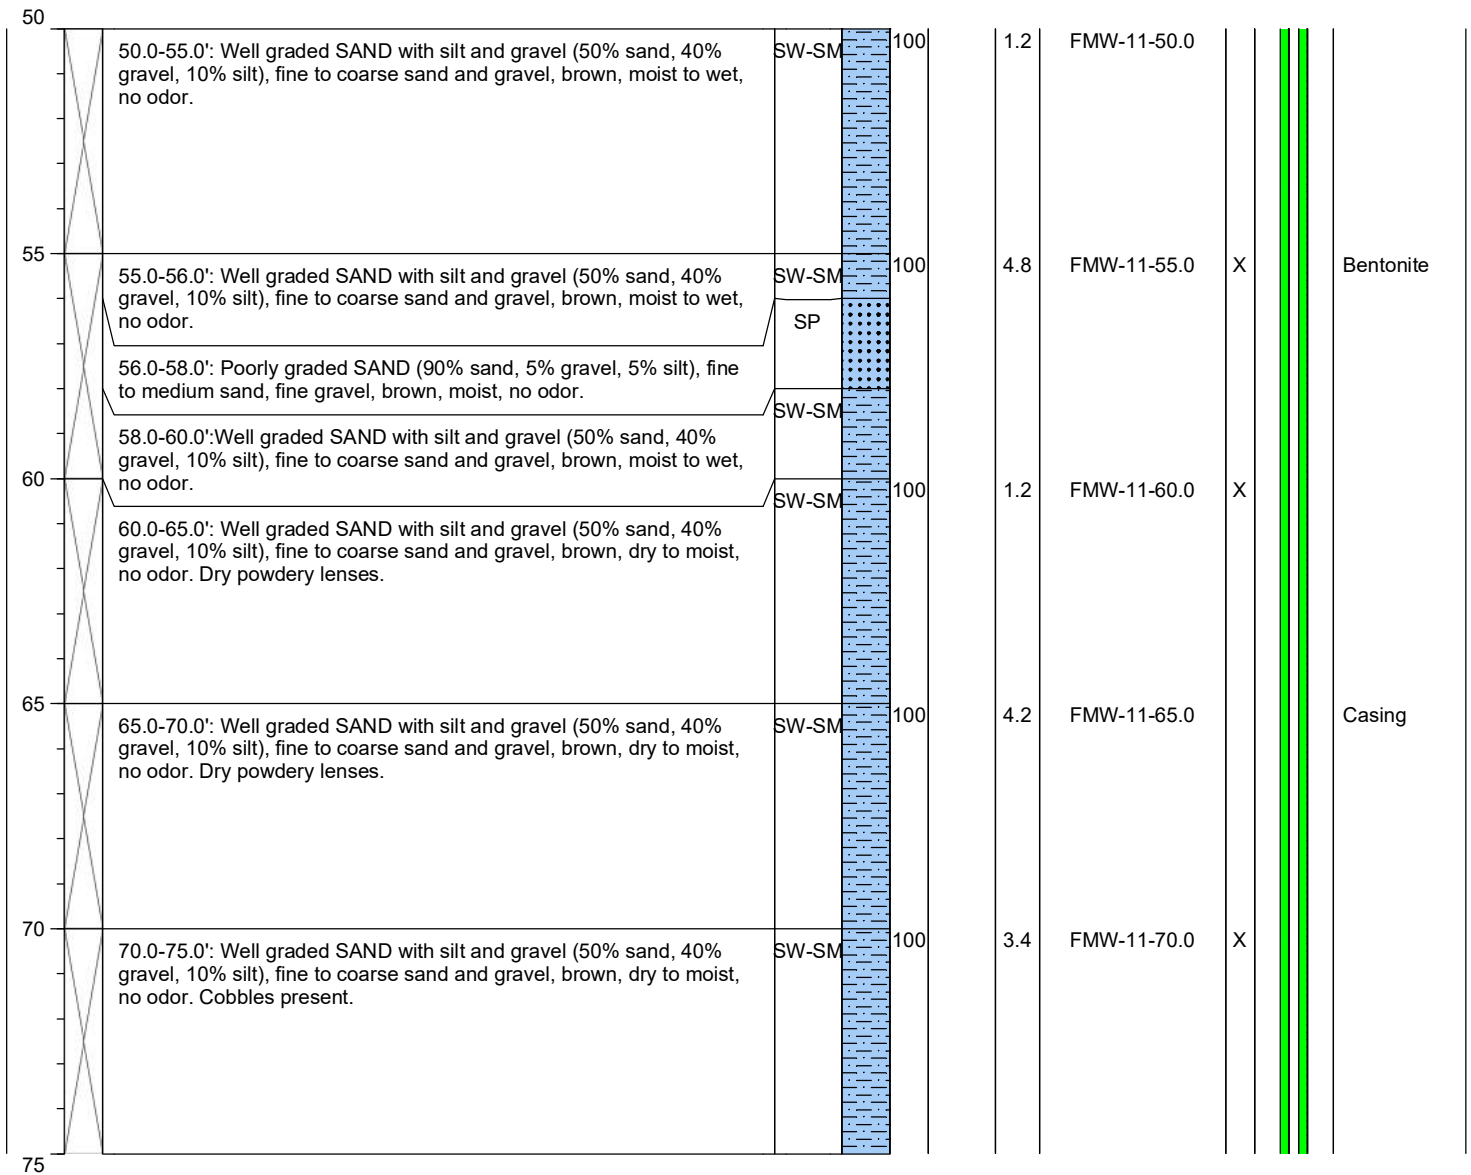 50
50.0-55.0': Well graded SAND with silt and gravel (50% sand, 40%
gravel, 10% silt), fine to coarse sand and gravel, brown, moist to wet,
no odor.
SW-SM
100
1.2
FMW-11-50.0
55
55.0-56.0': Well graded SAND with silt and gravel (50% sand, 40%
gravel, 10% silt), fine to coarse sand and gravel, brown, moist to wet,
no odor.
SW-SM
100
4.8
FMW-11-55.0
X
Bentonite
SP
56.0-58.0': Poorly graded SAND (90% sand, 5% gravel, 5% silt), fine
to medium sand, fine gravel, brown, moist, no odor.
SW-SM
58.0-60.0':Well graded SAND with silt and gravel (50% sand, 40%
gravel, 10% silt), fine to coarse sand and gravel, brown, moist to wet,
no odor.
60
SW-SM
100
1.2
FMW-11-60.0
X
60.0-65.0': Well graded SAND with silt and gravel (50% sand, 40%
gravel, 10% silt), fine to coarse sand and gravel, brown, dry to moist,
no odor. Dry powdery lenses.
65
65.0-70.0': Well graded SAND with silt and gravel (50% sand, 40%
gravel, 10% silt), fine to coarse sand and gravel, brown, dry to moist,
no odor. Dry powdery lenses.
SW-SM
100
4.2
FMW-11-65.0
Casing
70
70.0-75.0': Well graded SAND with silt and gravel (50% sand, 40%
gravel, 10% silt), fine to coarse sand and gravel, brown, dry to moist,
no odor. Cobbles present.
SW-SM
100
3.4
FMW-11-70.0
X
75